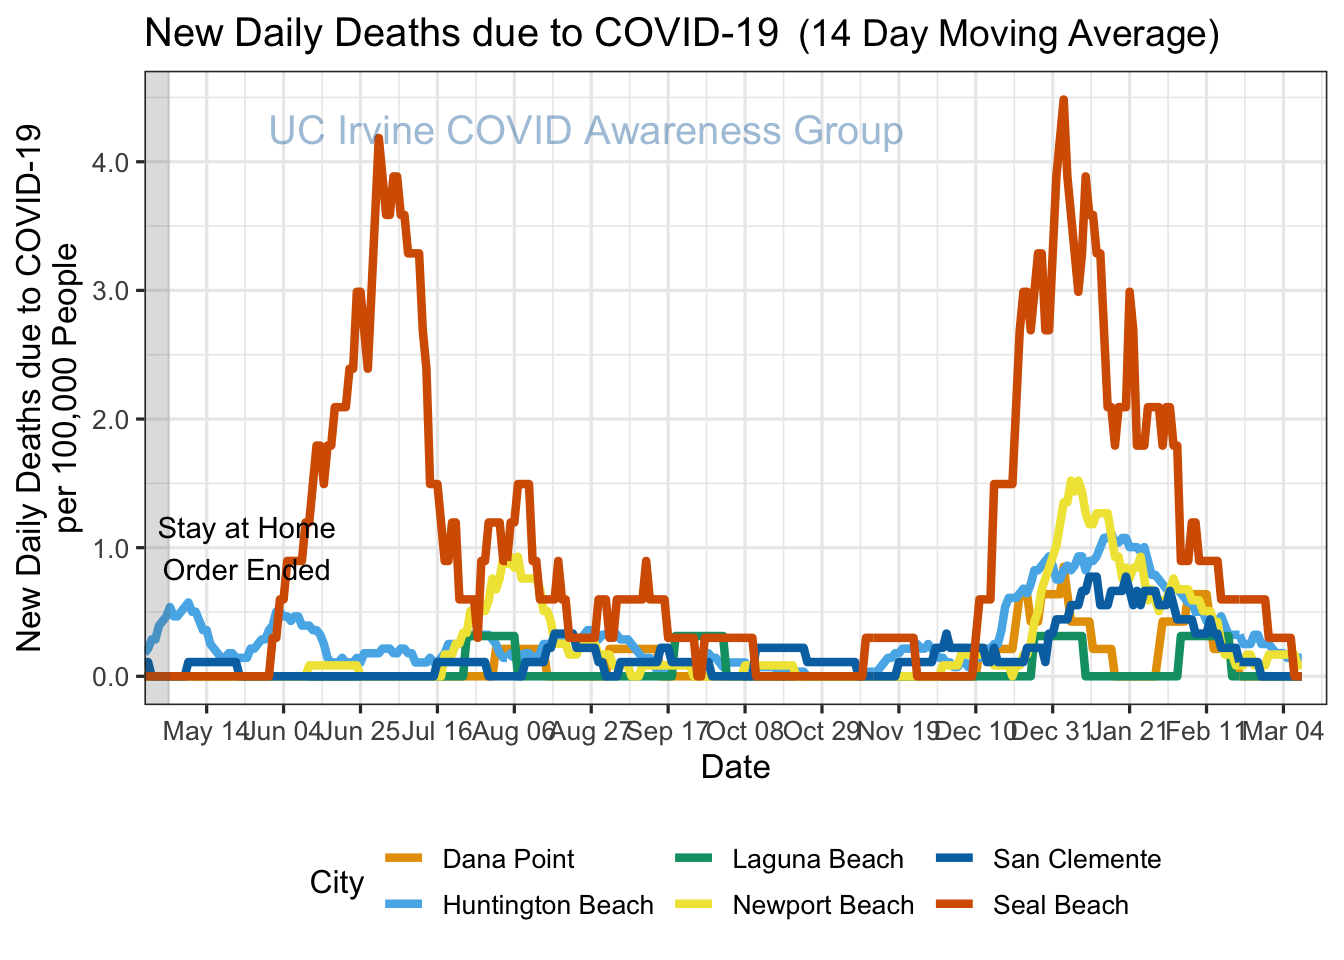 New Daily Deaths due to COVID-19 (14 Day Moving Average)
UC Irvine COVID Awareness Group
New Daily Deaths due to COVID-19
per 100,000 People
4.0
3.0
2.0
1.0
0.0
Stay at Home
Order Ended
May 14 Jun 04 Jun 25 Jul 16 Aug 06 Aug 27 Sep 17 Oct 08 Oct 29 Nov 19 Dec 10 Dec 31 Jan 21 Feb 11 Mar 04
Date
City
Dana Point Laguna Beach San Clemente
Huntington Beach Newport Beach Seal Beach